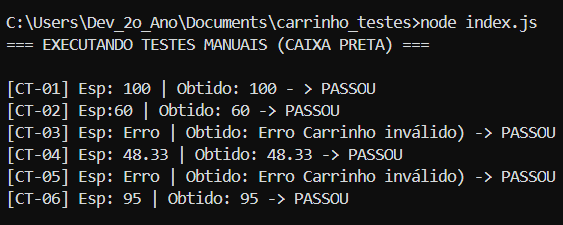 C:\Users\Dev_2o_Ano\Documents\carrinho_testes>node index.js
=== EXECUTANDO TESTES MANUAIS (CAIXA PRETA) ===
[CT-01] Esp: 100 | Obtido: 100 - > PASSOU
[CT-02] Esp:60 | Obtido: 60 -> PASSOU
[CT-03] Esp: Erro | Obtido: Erro Carrinho inválido) -> PASSOU
[CT-04] Esp: 48.33 | Obtido: 48.33 -> PASSOU
[CT-05] Esp: Erro | Obtido: Erro Carrinho inválido) -> PASSOU
[CT-06] Esp: 95 | Obtido: 95 -> PASSOU